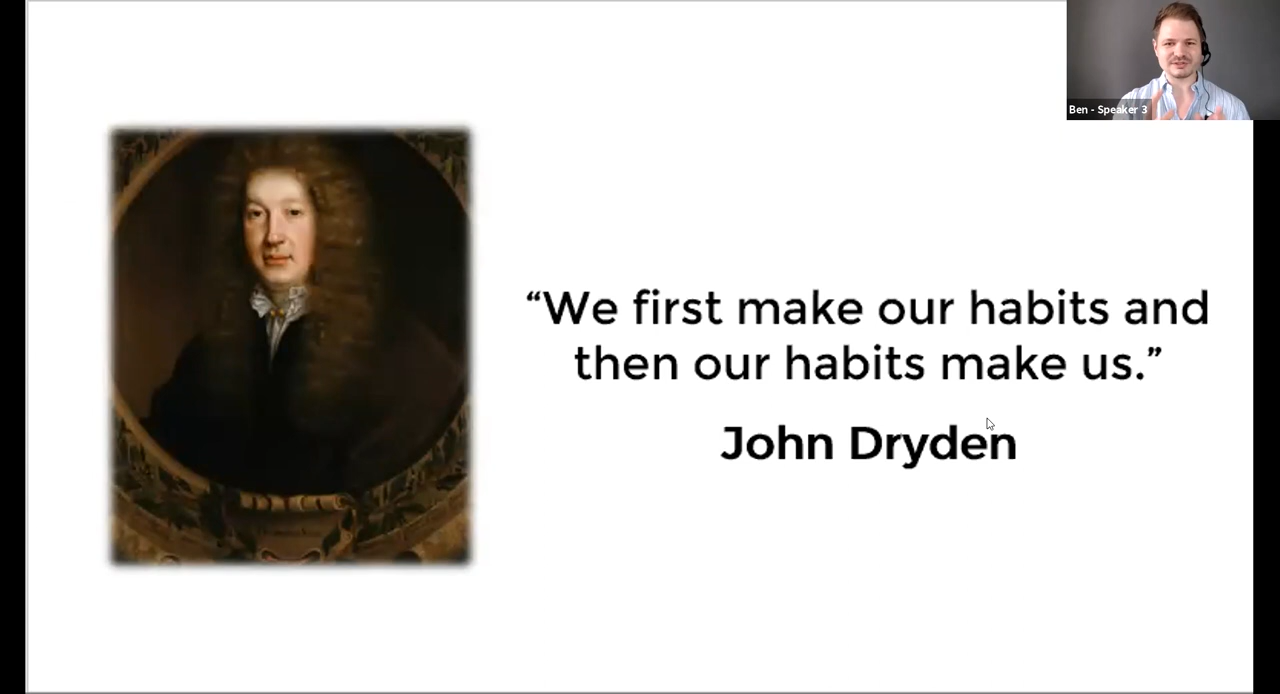 Ben - Speaker 3
“We first make our habits and
then our habits make us.”
John Dryden